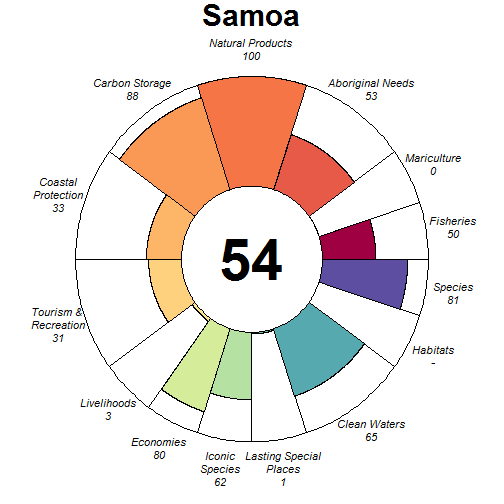 Samoa
Natural Products
100
Carbon Storage
88
Aboriginal Needs
53
Mariculture
0
Coastal
Protection
33
Fisheries
50
54
Species
81
Tourism &
Recreation
31
Habitats
-
Livelihoods
3
Clean Waters
65
Economies
80
Iconic
Species
62
Lasting Special
Places
1